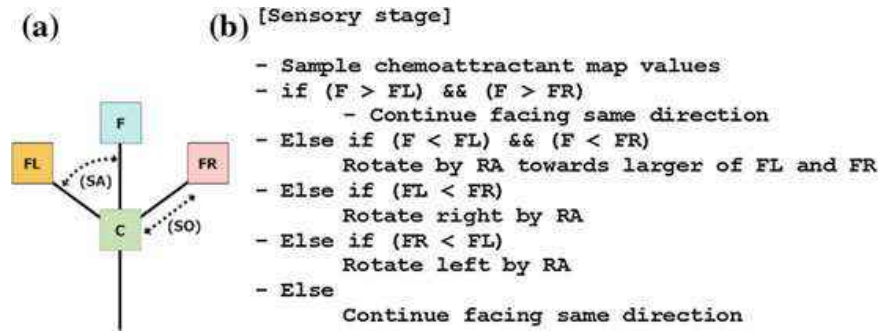 (a)
F
FL
FR
(SA)
C
(SO)
(b)
[Sensory stage]
– Sample chemoattractant map values
– if (F > FL) && (F > FR)
– Continue facing same direction
– Else if (F < FL) && (F < FR)
Rotate by RA towards larger of FL and FR
– Else if (FL < FR)
Rotate right by RA
– Else if (FR < FL)
Rotate left by RA
– Else
Continue facing same direction